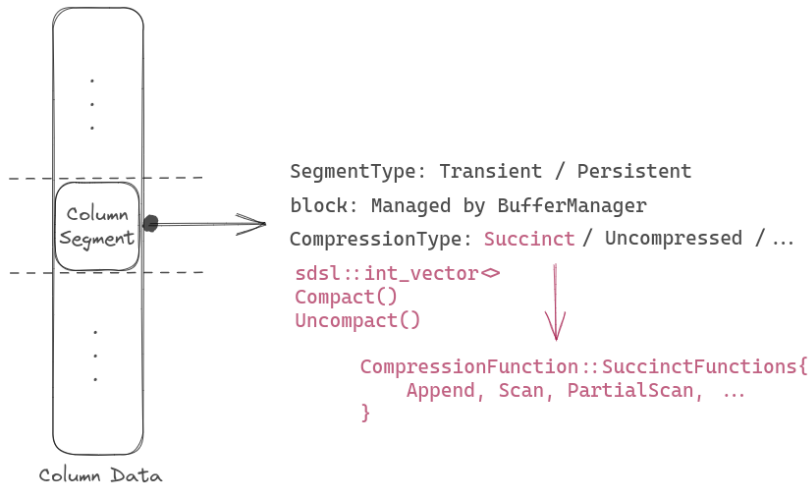 Column
Segment
SegmentType: Transient / Persistent
block: Managed by BufferManager
CompressionType: Succinct / Uncompressed / ...
sdsl::int_vector<>
Compact()
Uncompact()
CompressionFunction::SuccinctFunctions{
Append, Scan, PartialScan, ...
}
Column Data